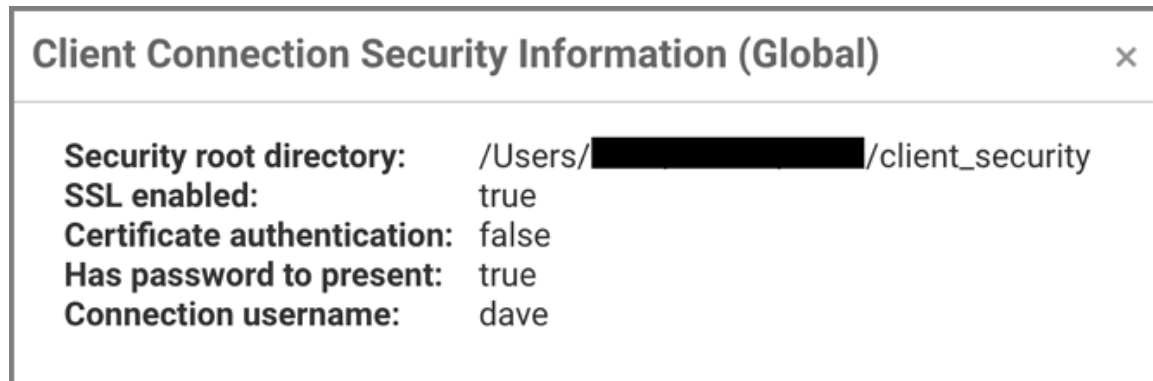 Client Connection Security Information (Global) ×
Security root directory: /Users/ /client_security
SSL enabled: true
Certificate authentication: false
Has password to present: true
Connection username: dave